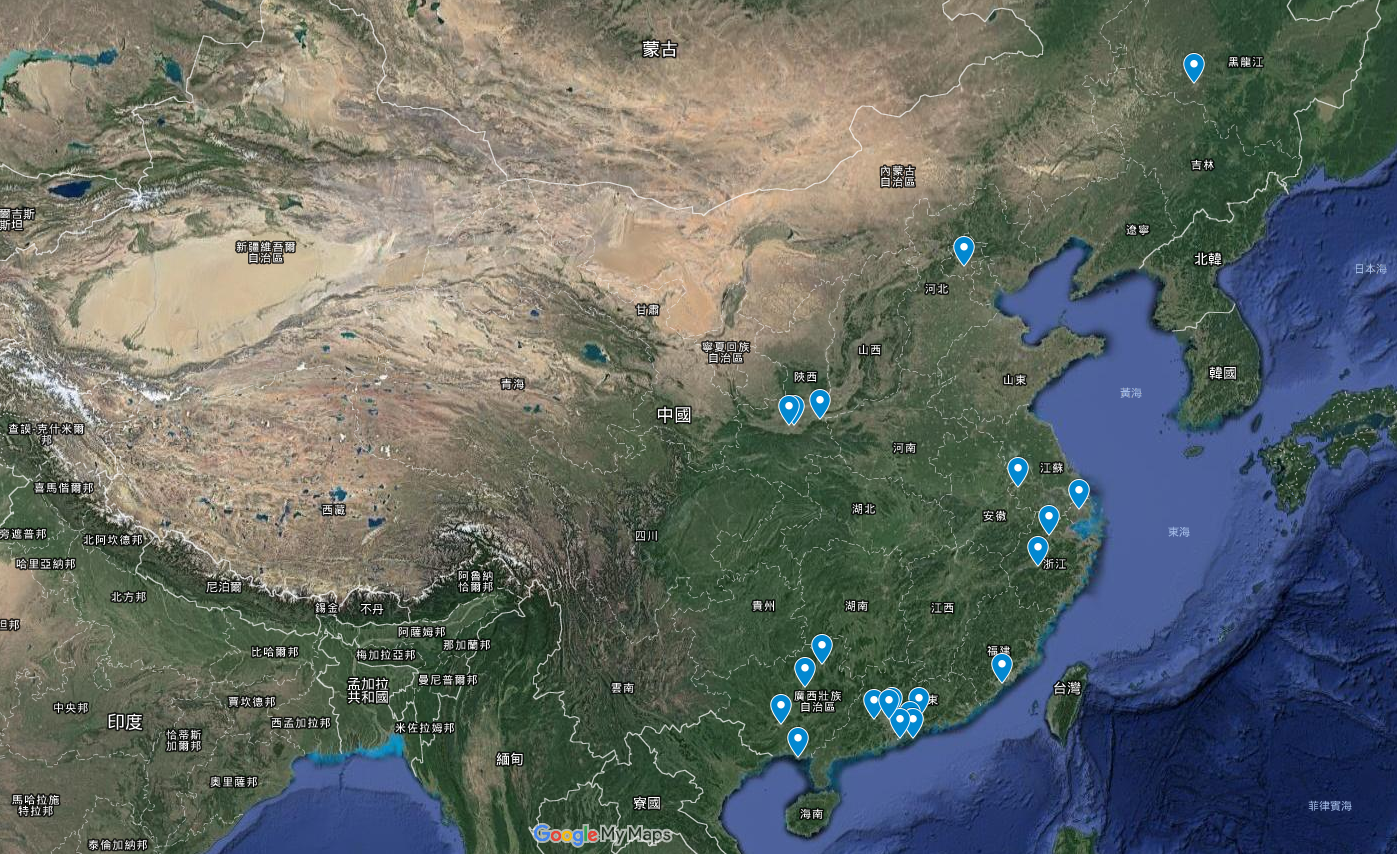 蒙古
黑龍江
吉林
內蒙古
自治區
爾吉斯
斯坦
遼寧
新疆維吾爾
自治區
北韓
日本海
河北
甘肅
寧夏回族
自治區
山西
陝西
山東
韓國
青海
黃海
中國
查謨-克什米爾
邦
河南
江蘇
喜馬偕爾邦
西藏
湖北
安徽
旁遮普邦
北阿坎德邦
四川
東海
哈里亞納邦
浙江
阿魯納
恰爾邦
尼泊爾
北方邦
錫金
不丹
貴州
湖南
江西
坦邦
阿薩姆邦
那加蘭邦
比哈爾邦
梅加拉亞邦
福建
曼尼普爾邦
孟加拉
共和國
雲南
台灣
廣西壯族
自治區
東
中央邦
賈坎德邦
印度
西孟加拉邦
米佐拉姆邦
恰蒂斯
加爾邦
緬甸
奧里薩邦
馬哈拉施
特拉邦
寮國
海南
菲律賓海
泰倫加納邦
Google My Maps